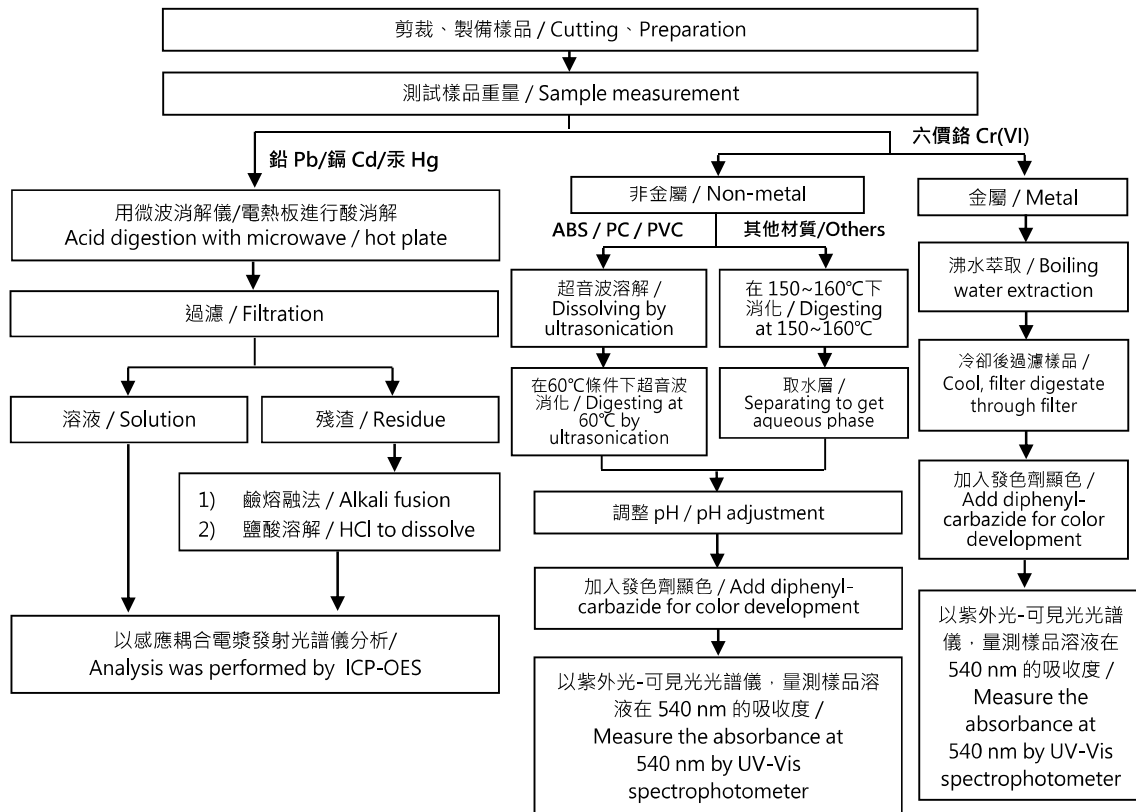 剪裁、製備樣品 / Cutting、Preparation
測試樣品重量 / Sample measurement
鉛 Pb/鎘 Cd/汞 Hg
用微波消解儀/電熱板進行酸消解
Acid digestion with microwave / hot plate
過濾 / Filtration
溶液 / Solution
殘渣 / Residue
1) 鹼熔融法 / Alkali fusion
2) 鹽酸溶解 / HCl to dissolve
以感應耦合電漿發射光譜儀分析/
Analysis was performed by ICP-OES
六價鉻 Cr(VI)
非金屬 / Non-metal
ABS / PC / PVC
超音波溶解 /
Dissolving by
ultrasonication
在60℃條件下超音波
消化 / Digesting at
60℃ by
ultrasonication
其他材質/Others
在 150~160℃下
消化 / Digesting
at 150~160℃
取水層 /
Separating to get
aqueous phase
調整 pH / pH adjustment
加入發色劑顯色 / Add diphenyl-
carbazide for color development
以紫外光-可見光光譜儀，量測樣品溶
液在 540 nm 的吸收度 /
Measure the absorbance at
540 nm by UV-Vis
spectrophotometer
金屬 / Metal
沸水萃取 / Boiling
water extraction
冷卻後過濾樣品 /
Cool, filter digestate
through filter
加入發色劑顯色 /
Add diphenyl-
carbazide for color
development
以紫外光-可見光光譜
儀，量測樣品溶液在
540 nm 的吸收度 /
Measure the
absorbance at
540 nm by UV-Vis
spectrophotometer